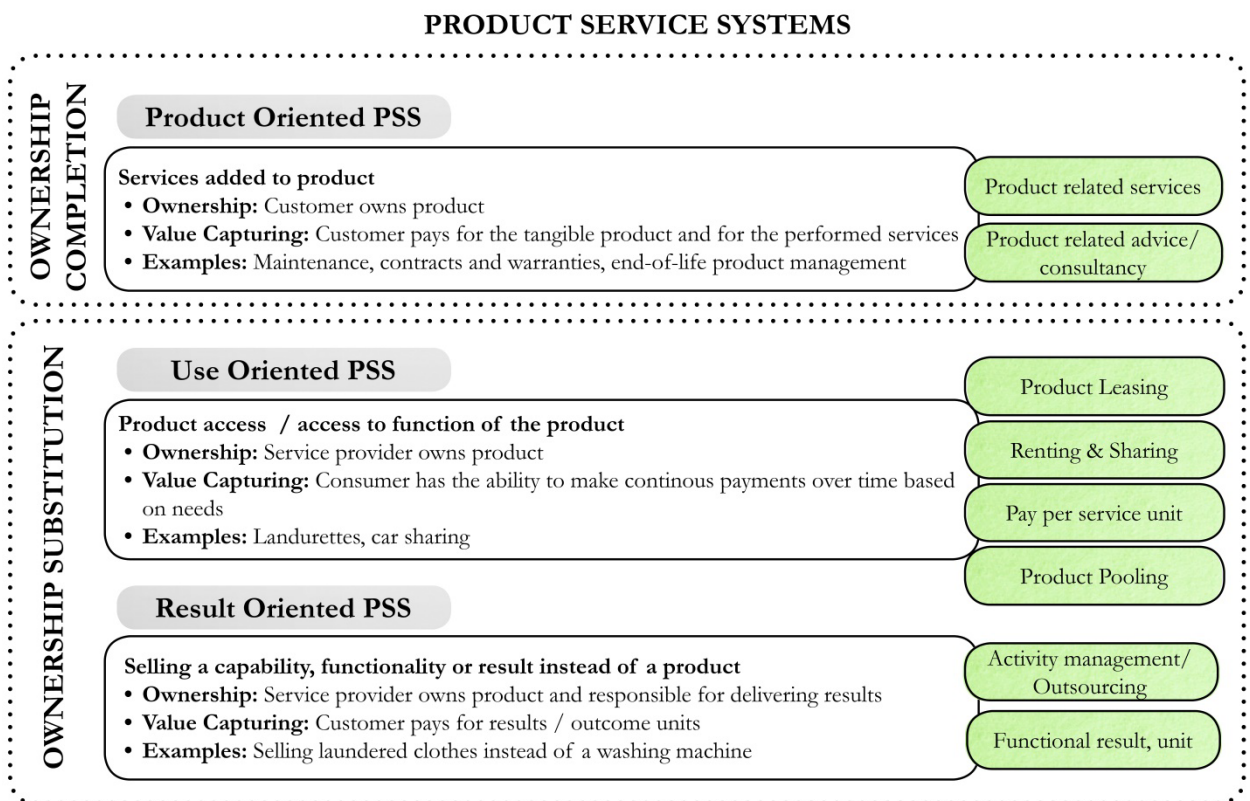 PRODUCT SERVICE SYSTEMS
OWNERSHIP
COMPLETION
Product Oriented PSS
Services added to product
• Ownership: Customer owns product
• Value Capturing: Customer pays for the tangible product and for the performed services
• Examples: Maintenance, contracts and warranties, end-of-life product management
Product related services
Product related advice/
consultancy
OWNERSHIP SUBSTITUTION
Use Oriented PSS
Product access / access to function of the product
• Ownership: Service provider owns product
• Value Capturing: Consumer has the ability to make continous payments over time based
on needs
• Examples: Landurettes, car sharing
Product Leasing
Renting & Sharing
Pay per service unit
Product Pooling
Result Oriented PSS
Selling a capability, functionality or result instead of a product
• Ownership: Service provider owns product and responsible for delivering results
• Value Capturing: Customer pays for results / outcome units
• Examples: Selling laundered clothes instead of a washing machine
Activity management/
Outsourcing
Functional result, unit